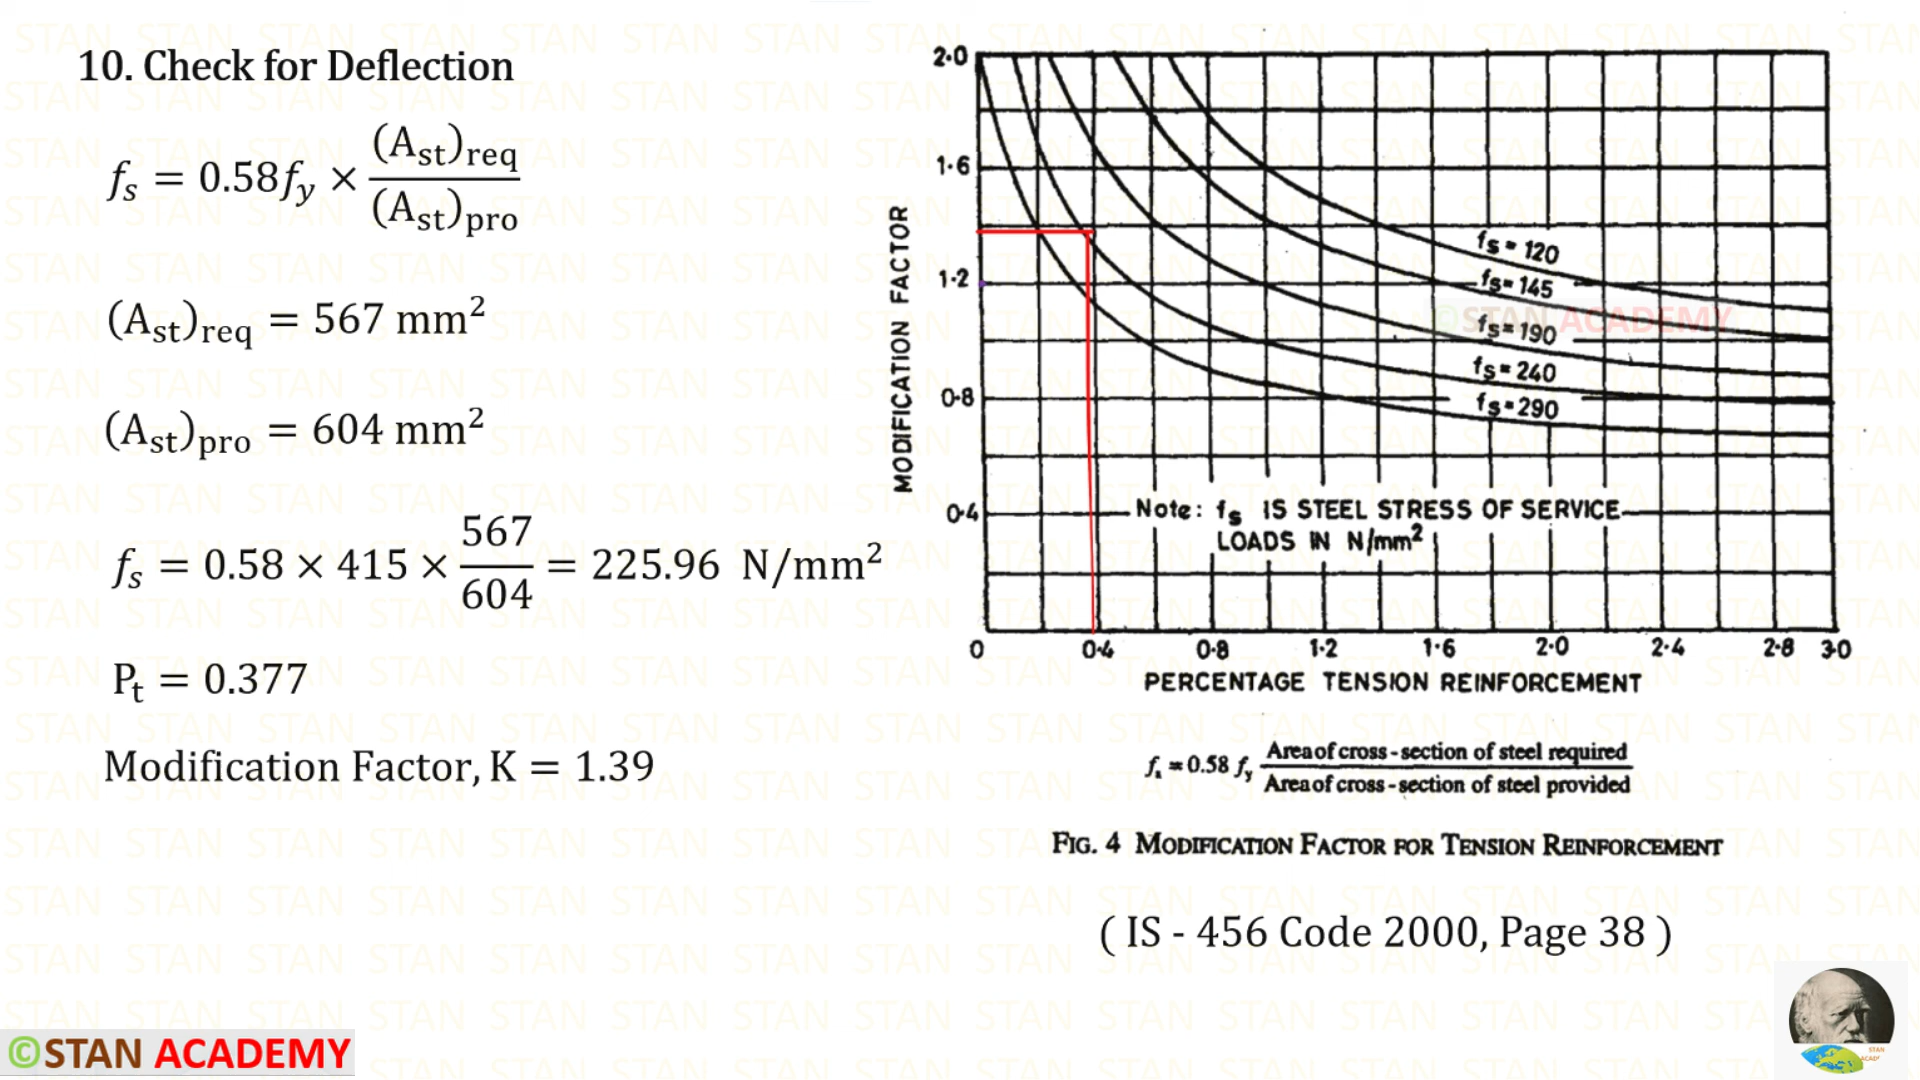 10. Check for Deflection
fs = 0.58fy × (Ast)req / (Ast)pro
(Ast)req = 567 mm²
(Ast)pro = 604 mm²
fs = 0.58 × 415 × 567 / 604 = 225.96 N/mm²
Pt = 0.377
Modification Factor, K = 1.39
MODIFICATION FACTOR
2·0
1·6
1·2
0·8
0·4
fs = 120
fs = 145
fs = 190
fs = 240
fs = 290
©STAN ACADEMY
Note: fs IS STEEL STRESS OF SERVICE
LOADS IN N/mm²
0 0·4 0·8 1·2 1·6 2·0 2·4 2·8 3·0
PERCENTAGE TENSION REINFORCEMENT
fs = 0.58 fy Area of cross-section of steel required / Area of cross-section of steel provided
FIG. 4 MODIFICATION FACTOR FOR TENSION REINFORCEMENT
( IS - 456 Code 2000, Page 38 )
©STAN ACADEMY
STAN